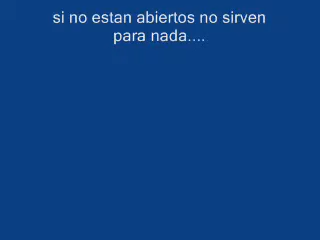 si no estan abiertos no sirven
para nada....